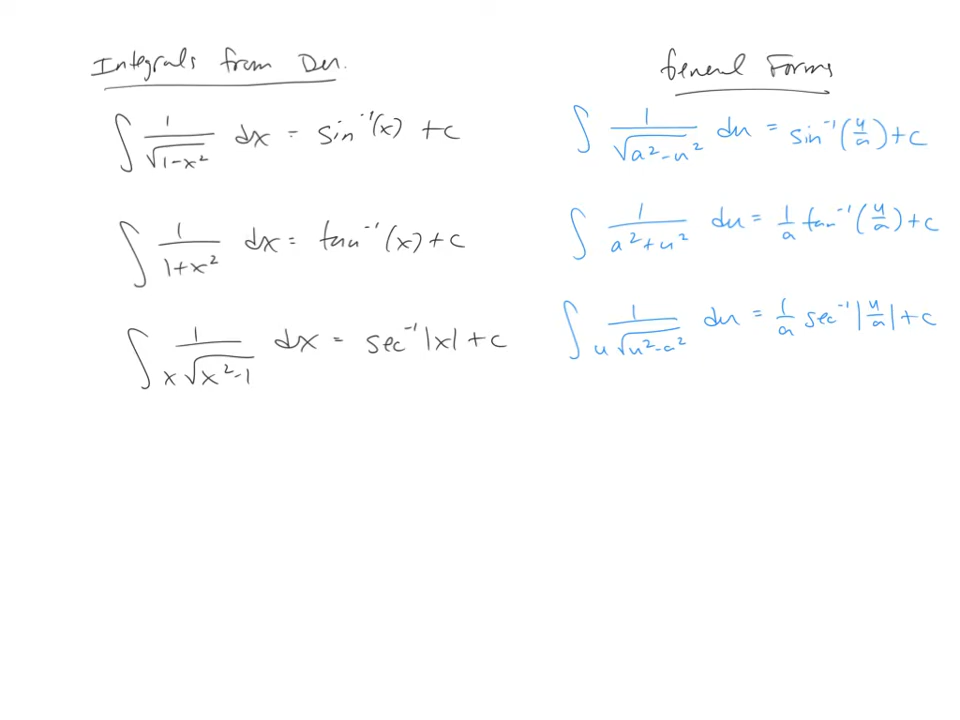 Integrals from Der.
∫ 1/√(1-x²) dx = sin⁻¹(x) + c
∫ 1/(1+x²) dx = tan⁻¹(x) + c
∫ 1/(x√(x²-1)) dx = sec⁻¹|x| + c
General Forms
∫ 1/√(a²-u²) du = sin⁻¹(u/a) + c
∫ 1/(a²+u²) du = 1/a tan⁻¹(u/a) + c
∫ 1/(u√(u²-a²)) du = 1/a sec⁻¹|u/a| + c